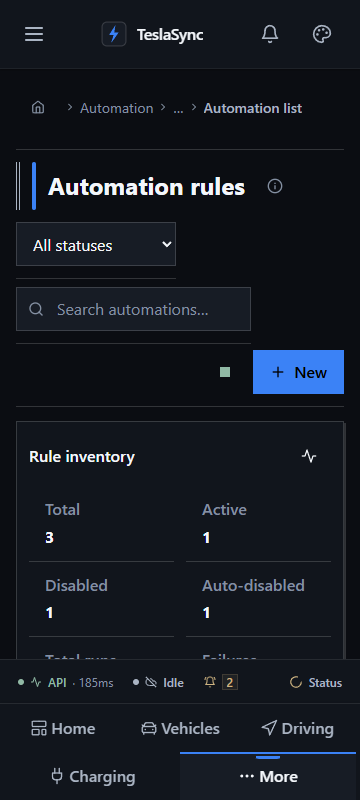 TeslaSync
Automation ... Automation list
Automation rules
All statuses
Search automations...
New
Rule inventory
Total Active
3 1
Disabled Auto-disabled
1 1
API · 185ms Idle 2 Status
Home Vehicles Driving
Charging More